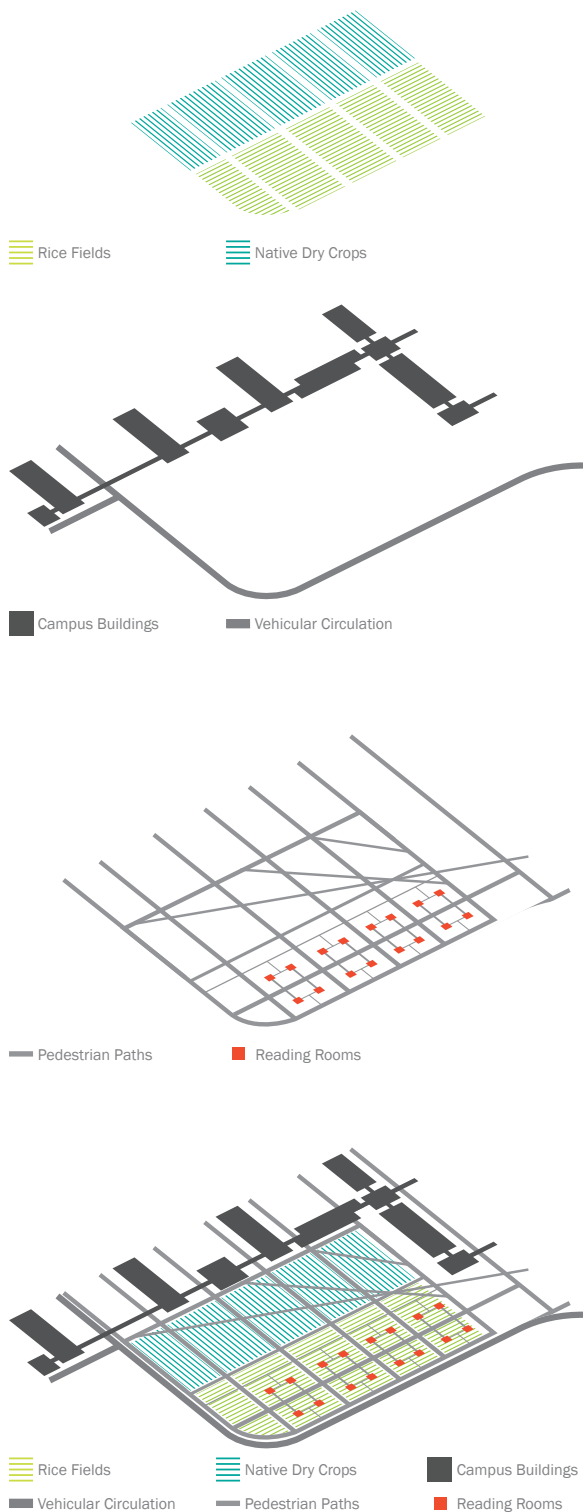 Rice Fields Native Dry Crops
Campus Buildings Vehicular Circulation
Pedestrian Paths Reading Rooms
Rice Fields Native Dry Crops Campus Buildings
Vehicular Circulation Pedestrian Paths Reading Rooms